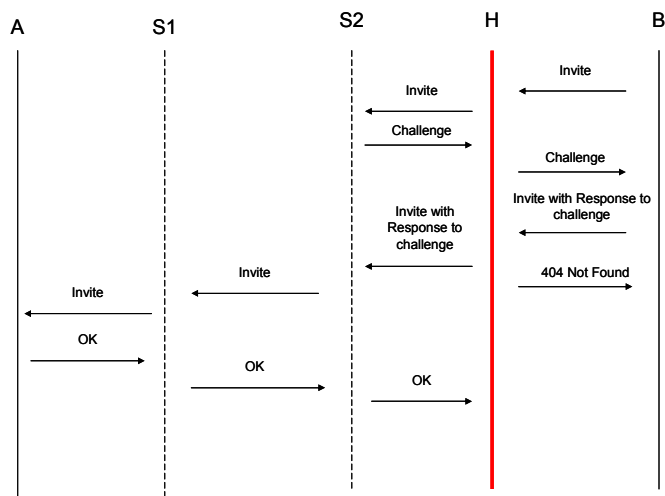 A
S1
S2
H
B
Invite
Invite
Challenge
Challenge
Invite with Response to
challenge
Invite with
Response to
challenge
Invite
404 Not Found
Invite
OK
OK
OK